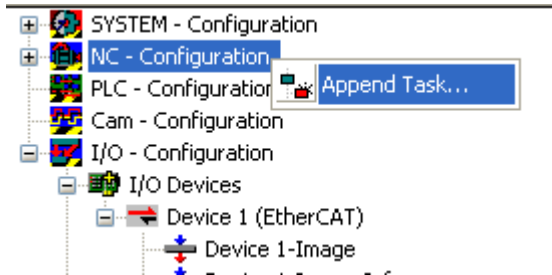 SYSTEM - Configuration
NC - Configuration
Append Task...
PLC - Configuration
Cam - Configuration
I/O - Configuration
I/O Devices
Device 1 (EtherCAT)
Device 1-Image